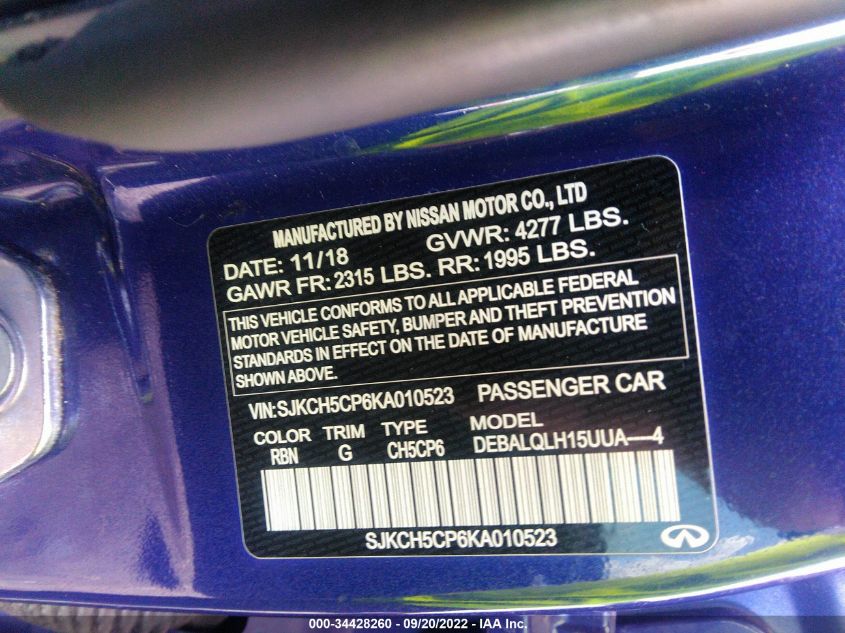 MANUFACTURED BY NISSAN MOTOR CO., LTD
DATE: 11/18 GVWR: 4277 LBS.
GAWR FR: 2315 LBS. RR: 1995 LBS.
THIS VEHICLE CONFORMS TO ALL APPLICABLE FEDERAL
MOTOR VEHICLE SAFETY, BUMPER AND THEFT PREVENTION
STANDARDS IN EFFECT ON THE DATE OF MANUFACTURE
SHOWN ABOVE.
VIN:SJKCH5CP6KA010523 PASSENGER CAR
COLOR TRIM TYPE MODEL
RBN G CH5CP6 DEBALQLH15UUA----4
SJKCH5CP6KA010523
000-34428260 - 09/20/2022 - IAA Inc.